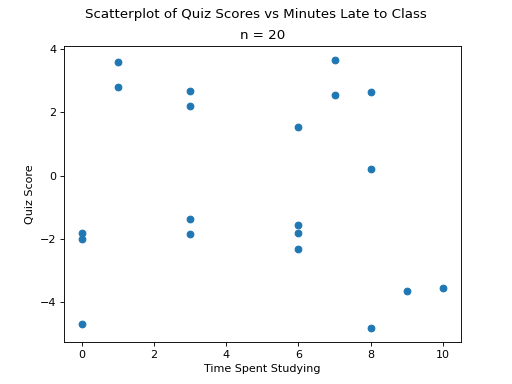 Scatterplot of Quiz Scores vs Minutes Late to Class
n = 20
4
2
0
−2
−4
Quiz Score
0 2 4 6 8 10
Time Spent Studying